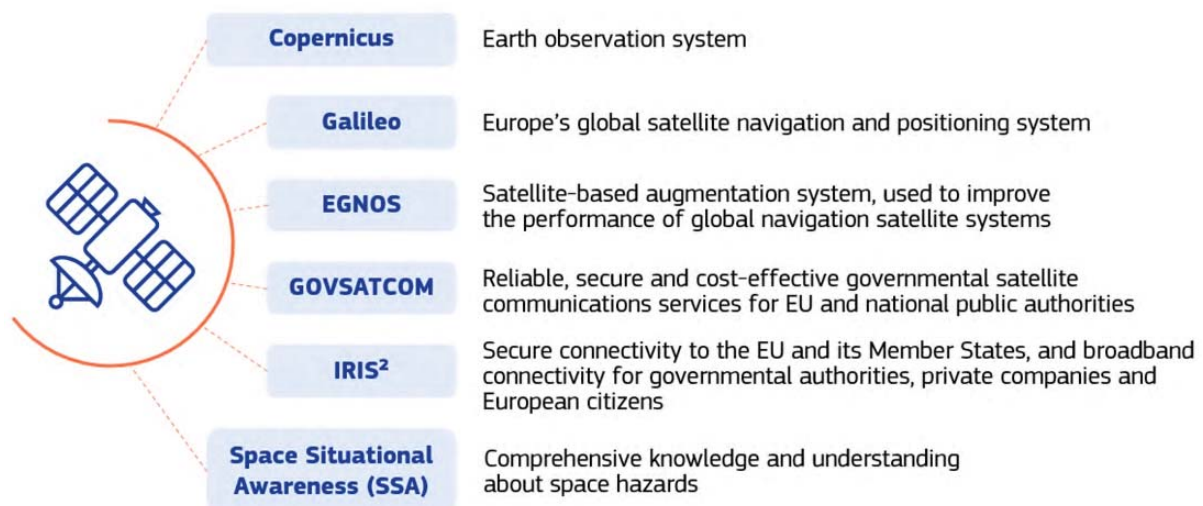 Copernicus
Earth observation system
Galileo
Europe's global satellite navigation and positioning system
EGNOS
Satellite-based augmentation system, used to improve
the performance of global navigation satellite systems
GOVSATCOM
Reliable, secure and cost-effective governmental satellite
communications services for EU and national public authorities
IRIS²
Secure connectivity to the EU and its Member States, and broadband
connectivity for governmental authorities, private companies and
European citizens
Space Situational
Awareness (SSA)
Comprehensive knowledge and understanding
about space hazards